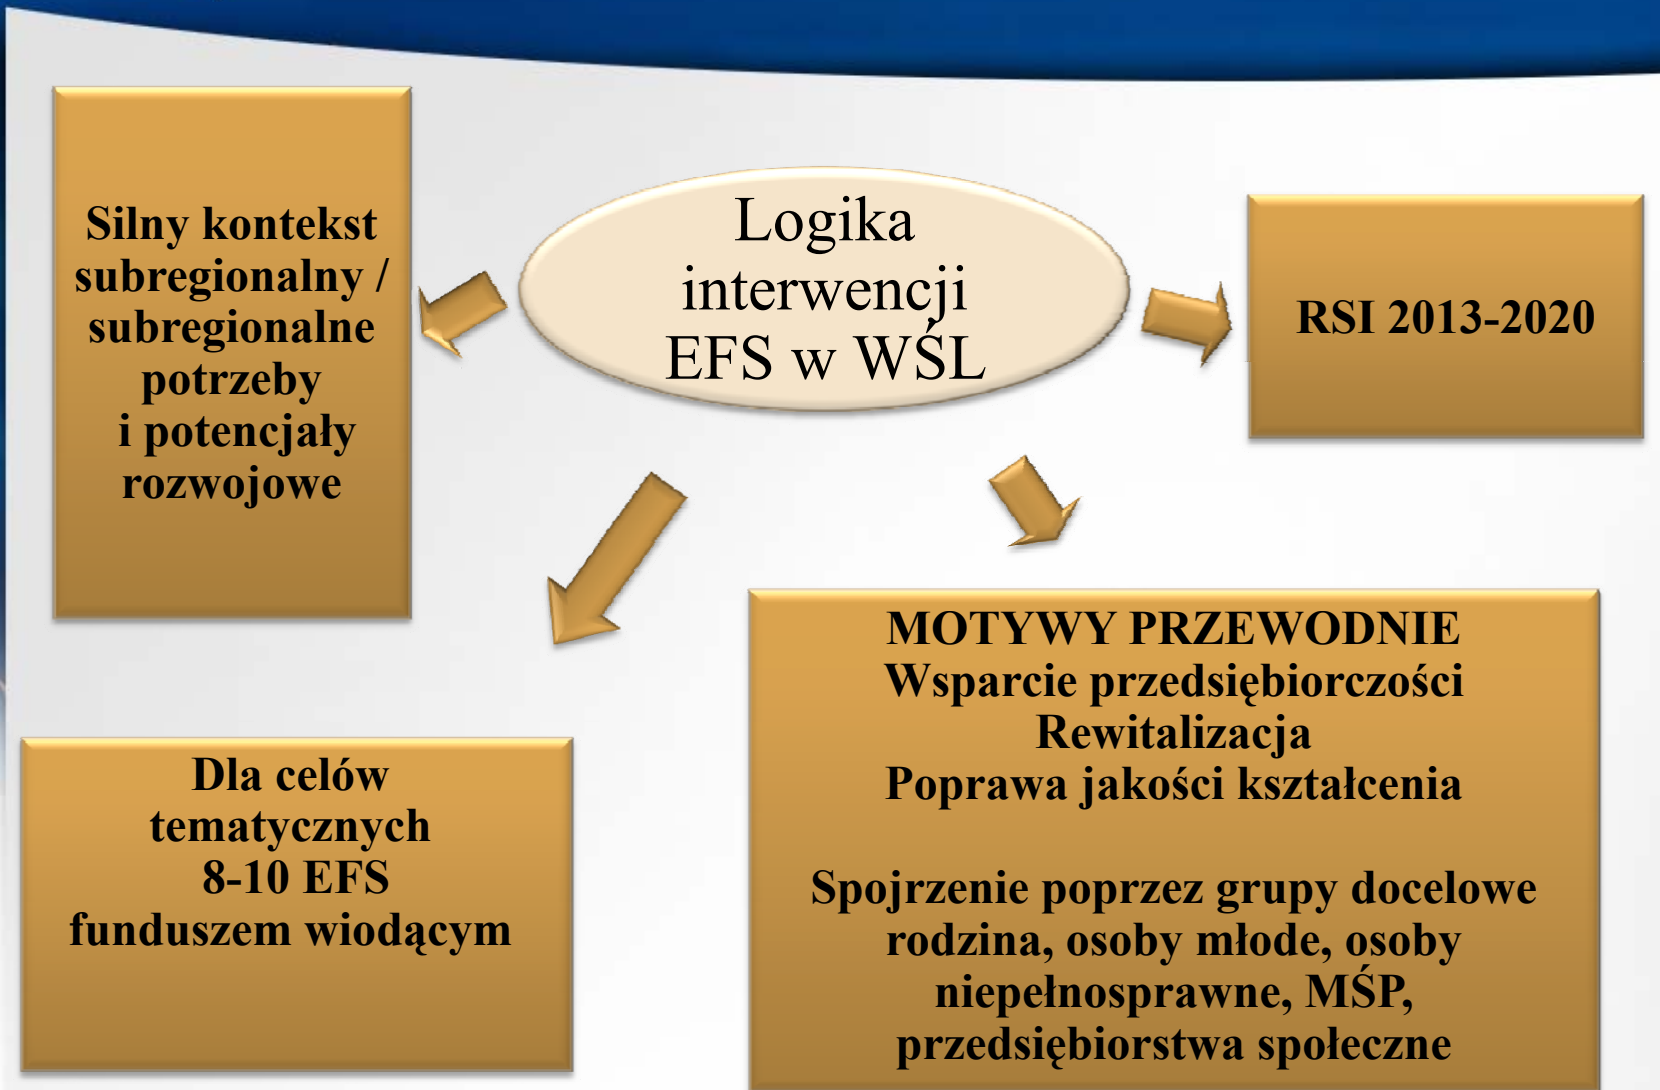 Silny kontekst
subregionalny /
subregionalne
potrzeby
i potencjały
rozwojowe
Logika
interwencji
EFS w WŚL
RSI 2013-2020
Dla celów
tematycznych
8-10 EFS
funduszem wiodącym
MOTYWY PRZEWODNIE
Wsparcie przedsiębiorczości
Rewitalizacja
Poprawa jakości kształcenia
Spojrzenie poprzez grupy docelowe
rodzina, osoby młode, osoby
niepełnosprawne, MŚP,
przedsiębiorstwa społeczne